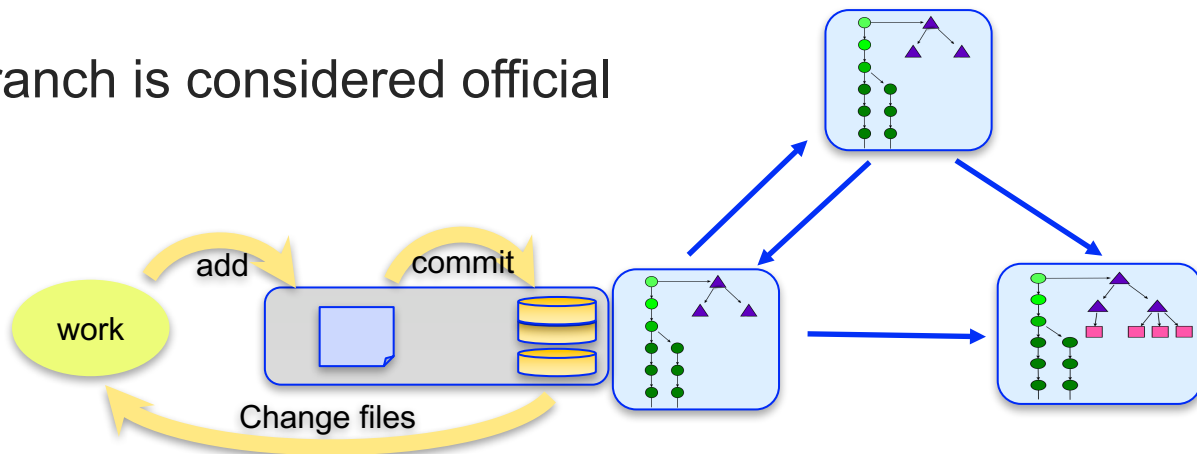 ranch is considered official
add
commit
work
Change files